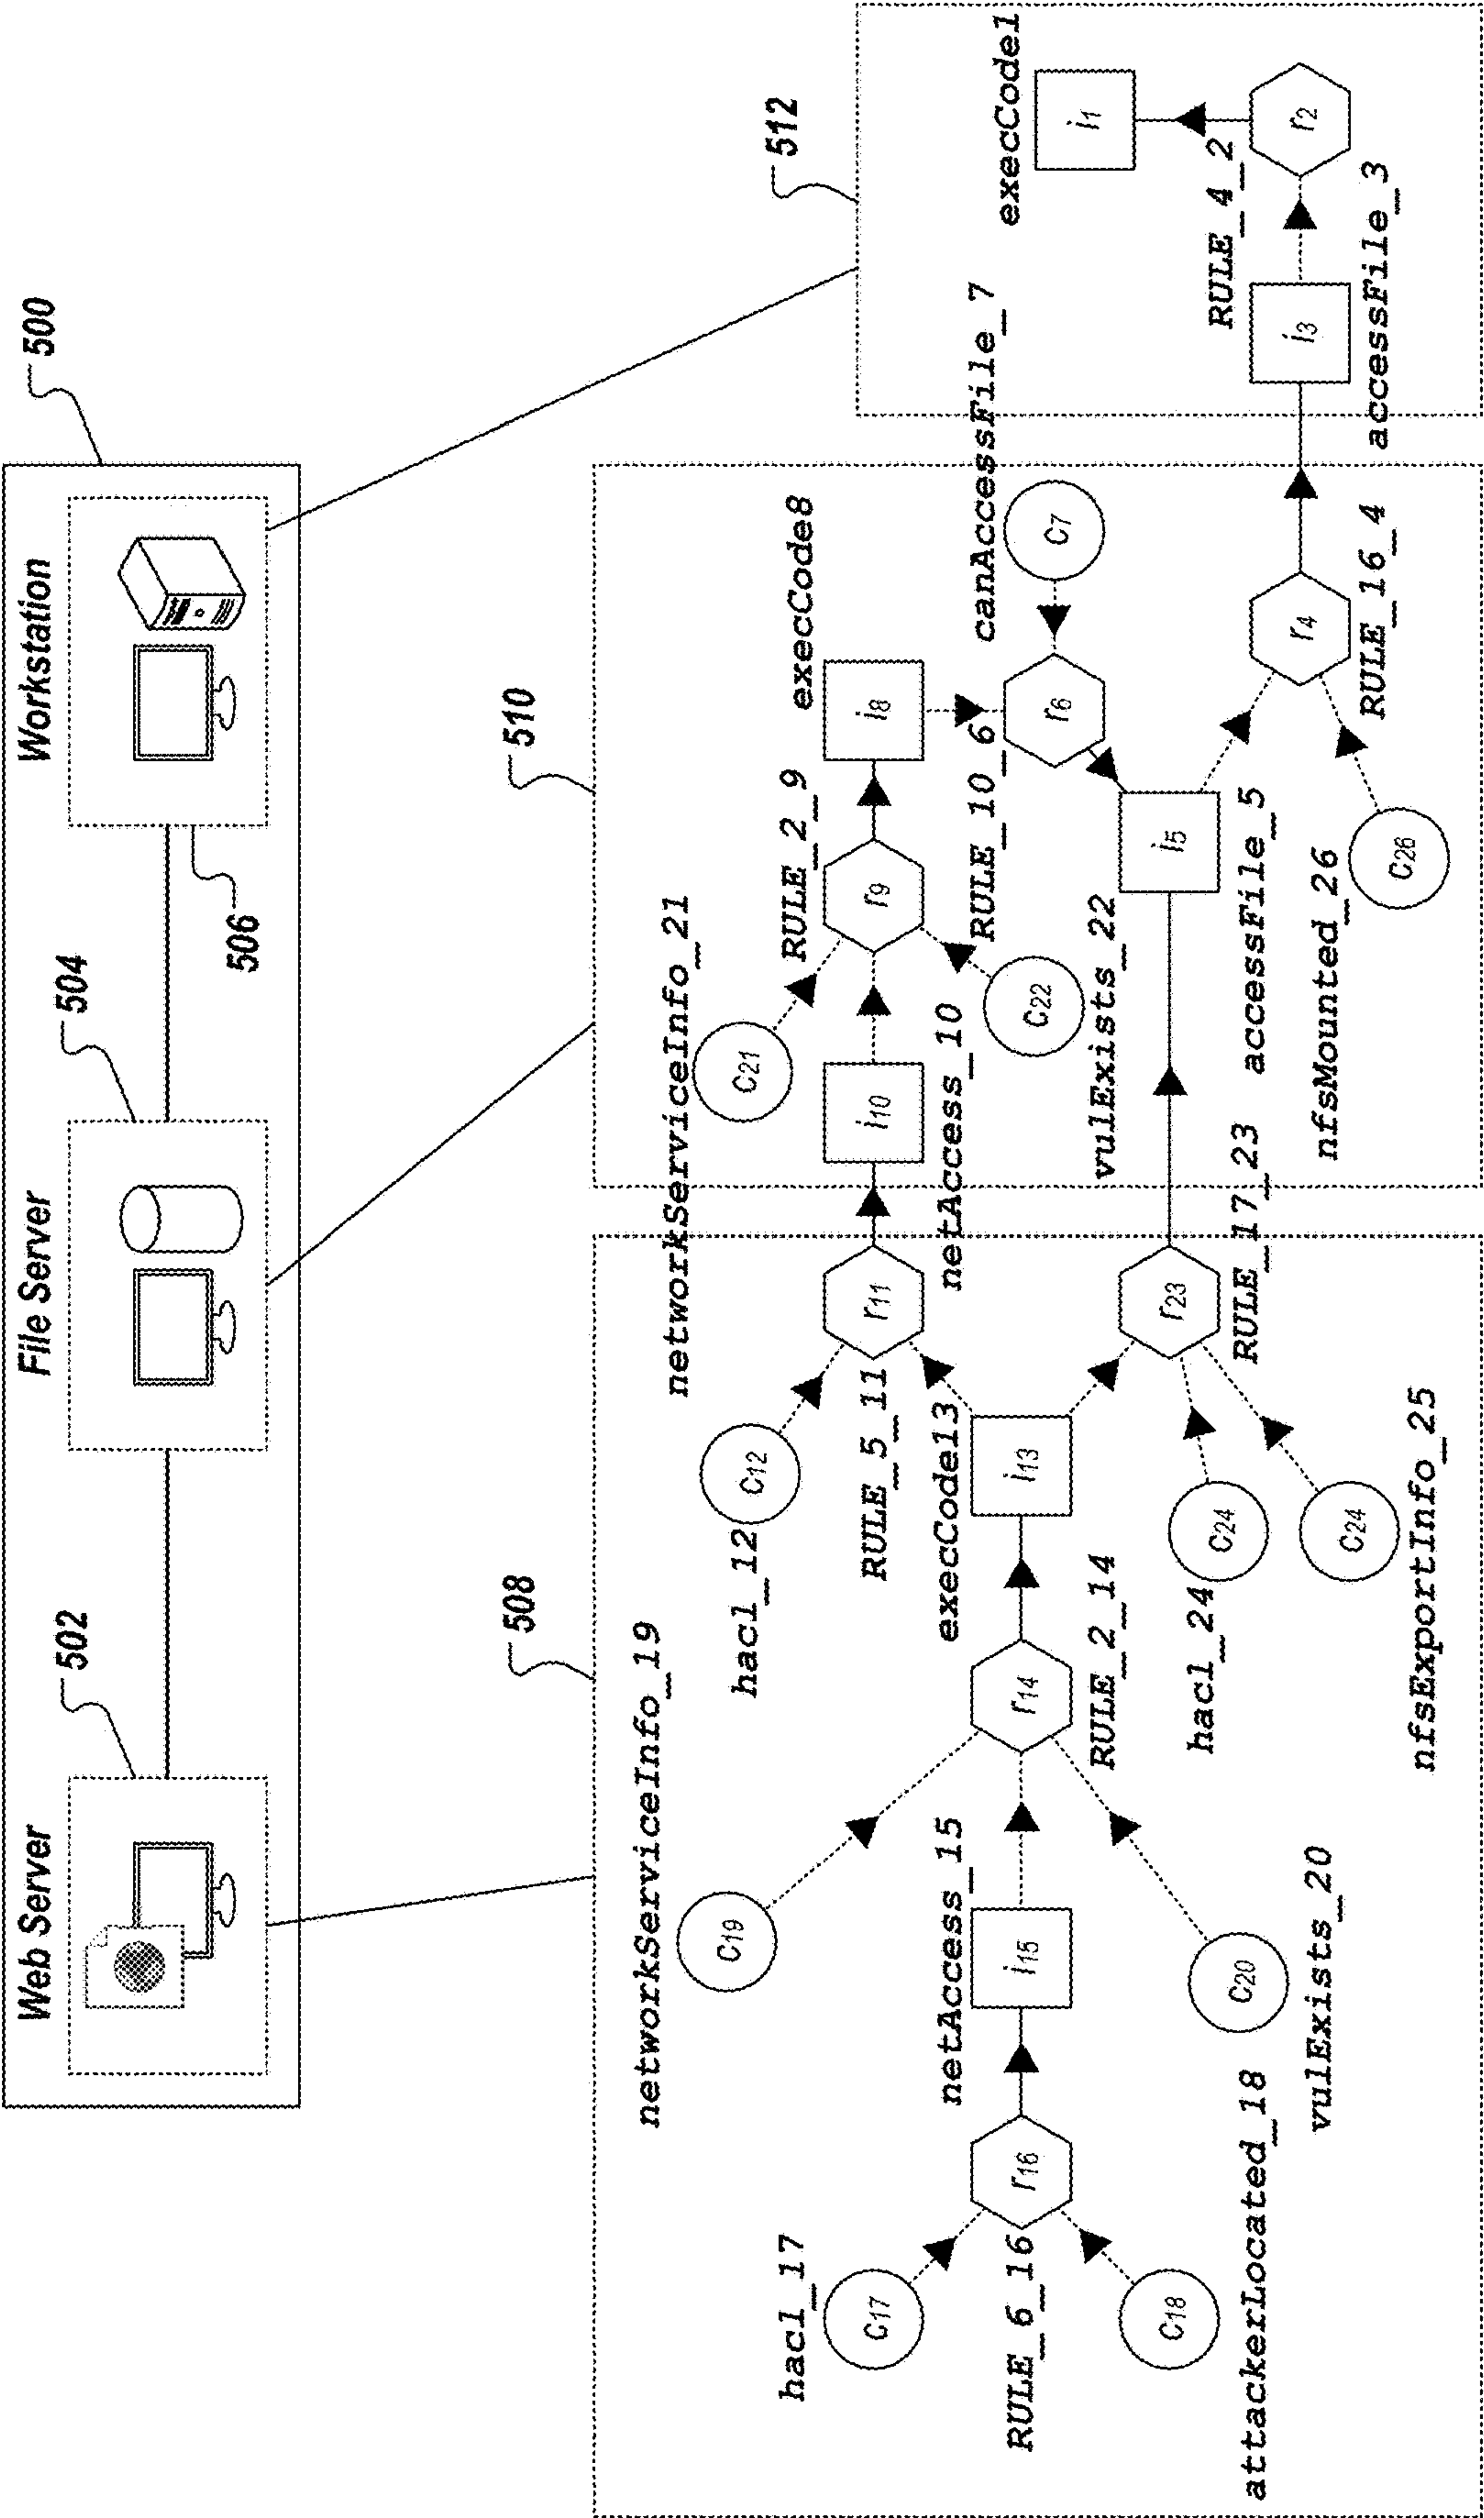 500
Web Server
File Server
Workstation
502
504
506
508
510
512
networkServiceInfo_19
C19
hacl_17
C17
RULE_6_16
r16
C18
attackerLocated_18
netAccess_15
i15
C20
vulExists_20
r14
RULE_2_14
execCode13
i13
hacl_12
C12
RULE_5_11
r11
hacl_24
C24
C24
nfsExportInfo_25
r23
RULE_17_23
networkServiceInfo_21
C21
i10
netAccess_10
C22
vulExists_22
RULE_2_9
r9
execCode8
i8
RULE_10_6
r6
canAccessFile_7
C7
i5
accessFile_5
nfsMounted_26
C26
r4
RULE_16_4
i3
accessFile_3
RULE_4_2
r2
execCode1
i1